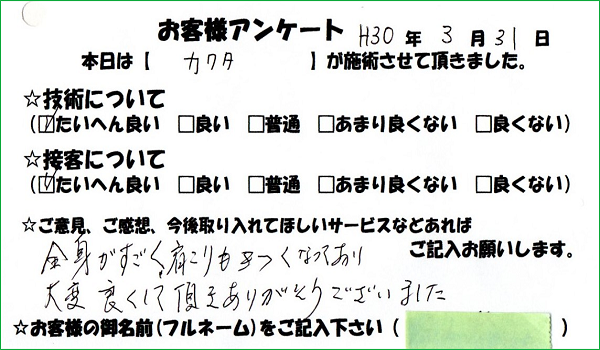 お客様アンケート H30 年 3 月 31 日
本日は【 カクタ 】が施術させて頂きました。
☆技術について
(☑たいへん良い □良い □普通 □あまり良くない □良くない)
☆接客について
(☑たいへん良い □良い □普通 □あまり良くない □良くない)
☆ご意見、ご感想、今後取り入れてほしいサービスなどあれば
ご記入お願いします。
全身がすごく、肩こりもきつくなっており
大変良くして頂きありがとうございました
☆お客様の御名前(フルネーム)をご記入下さい (